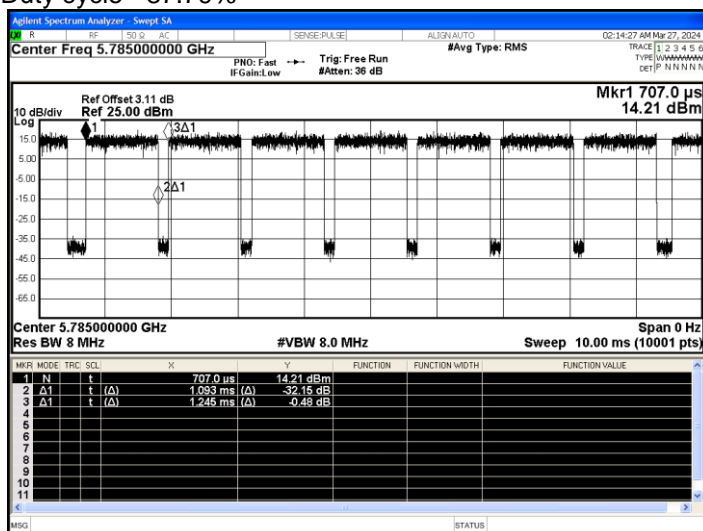 Agilent Spectrum Analyzer - Swept SA
R RF 50 Ω AC SENSE:PULSE ALIGN AUTO 02:14:27 AM Mar 27, 2024
Center Freq 5.785000000 GHz #Avg Type: RMS TRACE 1 2 3 4 5 6
PNO: Fast Trig: Free Run TYPE
IFGain:Low #Atten: 36 dB DET P N N N N N
Mkr1 707.0 µs
Ref Offset 3.11 dB
10 dB/div Ref 25.00 dBm 14.21 dBm
Log
1 3Δ1
15.0
5.00
-5.00
2Δ1
-15.0
-25.0
-35.0
-45.0
-55.0
-65.0
Center 5.785000000 GHz Span 0 Hz
Res BW 8 MHz #VBW 8.0 MHz Sweep 10.00 ms (10001 pts)
MKR MODE TRC SCL X Y FUNCTION FUNCTION WIDTH FUNCTION VALUE
1 N t 707.0 µs 14.21 dBm
2 Δ1 t (Δ) 1.093 ms (Δ) -32.15 dB
3 Δ1 t (Δ) 1.245 ms (Δ) -0.48 dB
4
5
6
7
8
9
10
11
MSG STATUS